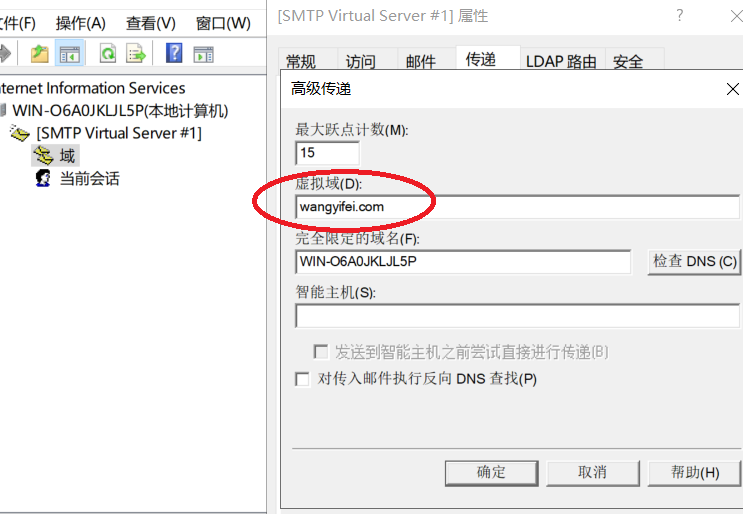 文件(F) 操作(A) 查看(V) 窗口(W)
nternet Information Services
WIN-O6A0JKLJL5P(本地计算机)
[SMTP Virtual Server #1]
域
当前会话
[SMTP Virtual Server #1] 属性
常规 访问 邮件 传递 LDAP 路由 安全
高级传递
最大跃点计数(M):
15
虚拟域(D):
wangyifei.com
完全限定的域名(F):
WIN-O6A0JKLJL5P
检查 DNS (C)
智能主机(S):
发送到智能主机之前尝试直接进行传递(B)
对传入邮件执行反向 DNS 查找(P)
确定 取消 帮助(H)